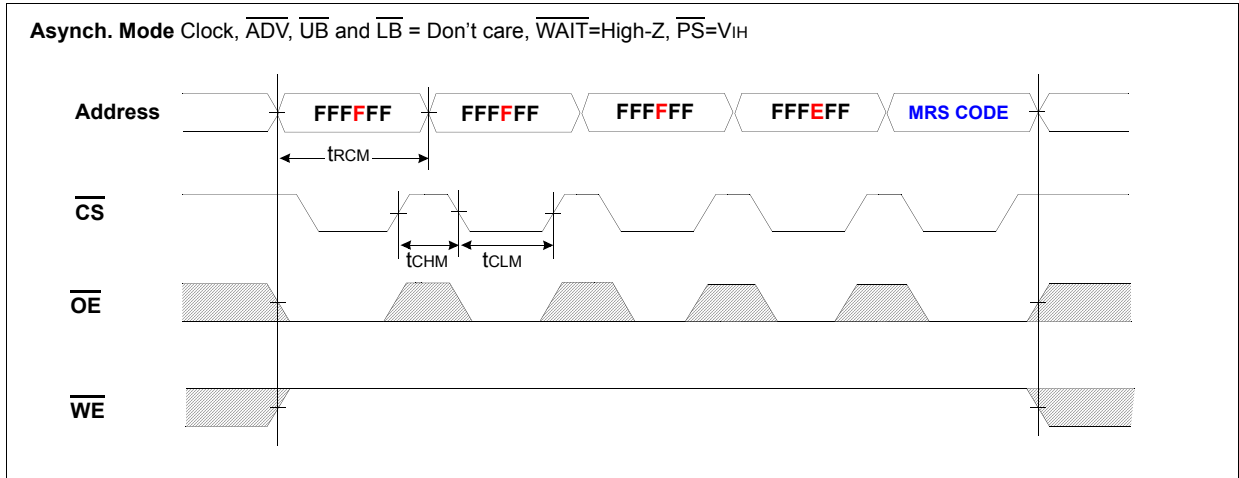 Asynch. Mode Clock, ADV, UB and LB = Don't care, WAIT=High-Z, PS=VIH
Address FFFFFF FFFFFF FFFFFF FFFEFF MRS CODE
tRCM
CS
tCHM tCLM
OE
WE